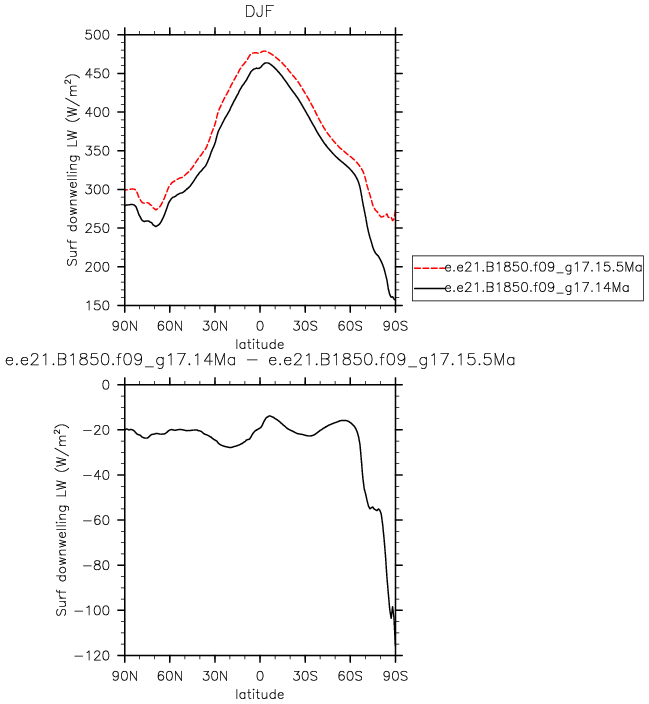 DJF
500
450
400
350
300
250
200
150
Surf downwelling LW (W/m²)
90N 60N 30N 0 30S 60S 90S
latitude
e.e21.B1850.f09_g17.15.5Ma
e.e21.B1850.f09_g17.14Ma
e.e21.B1850.f09_g17.14Ma − e.e21.B1850.f09_g17.15.5Ma
0
−20
−40
−60
−80
−100
−120
Surf downwelling LW (W/m²)
90N 60N 30N 0 30S 60S 90S
latitude